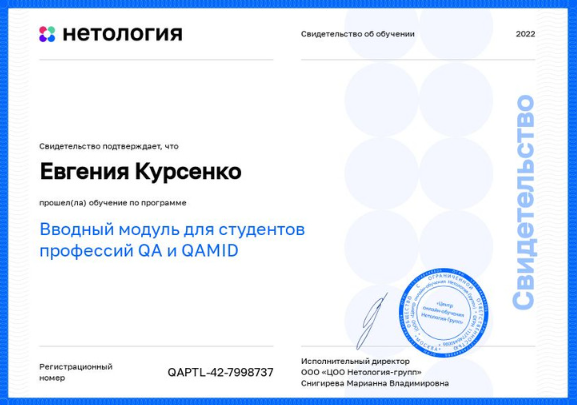 нетология
Свидетельство об обучении
2022
Свидетельство подтверждает, что
Евгения Курсенко
прошел(ла) обучение по программе
Вводный модуль для студентов
профессий QA и QAMID
Свидетельство
«Центр
онлайн-обучения
Нетология-Групп»
Регистрационный
номер
QAPTL-42-7998737
Исполнительный директор
ООО «ЦОО Нетология-групп»
Снигирева Марианна Владимировна